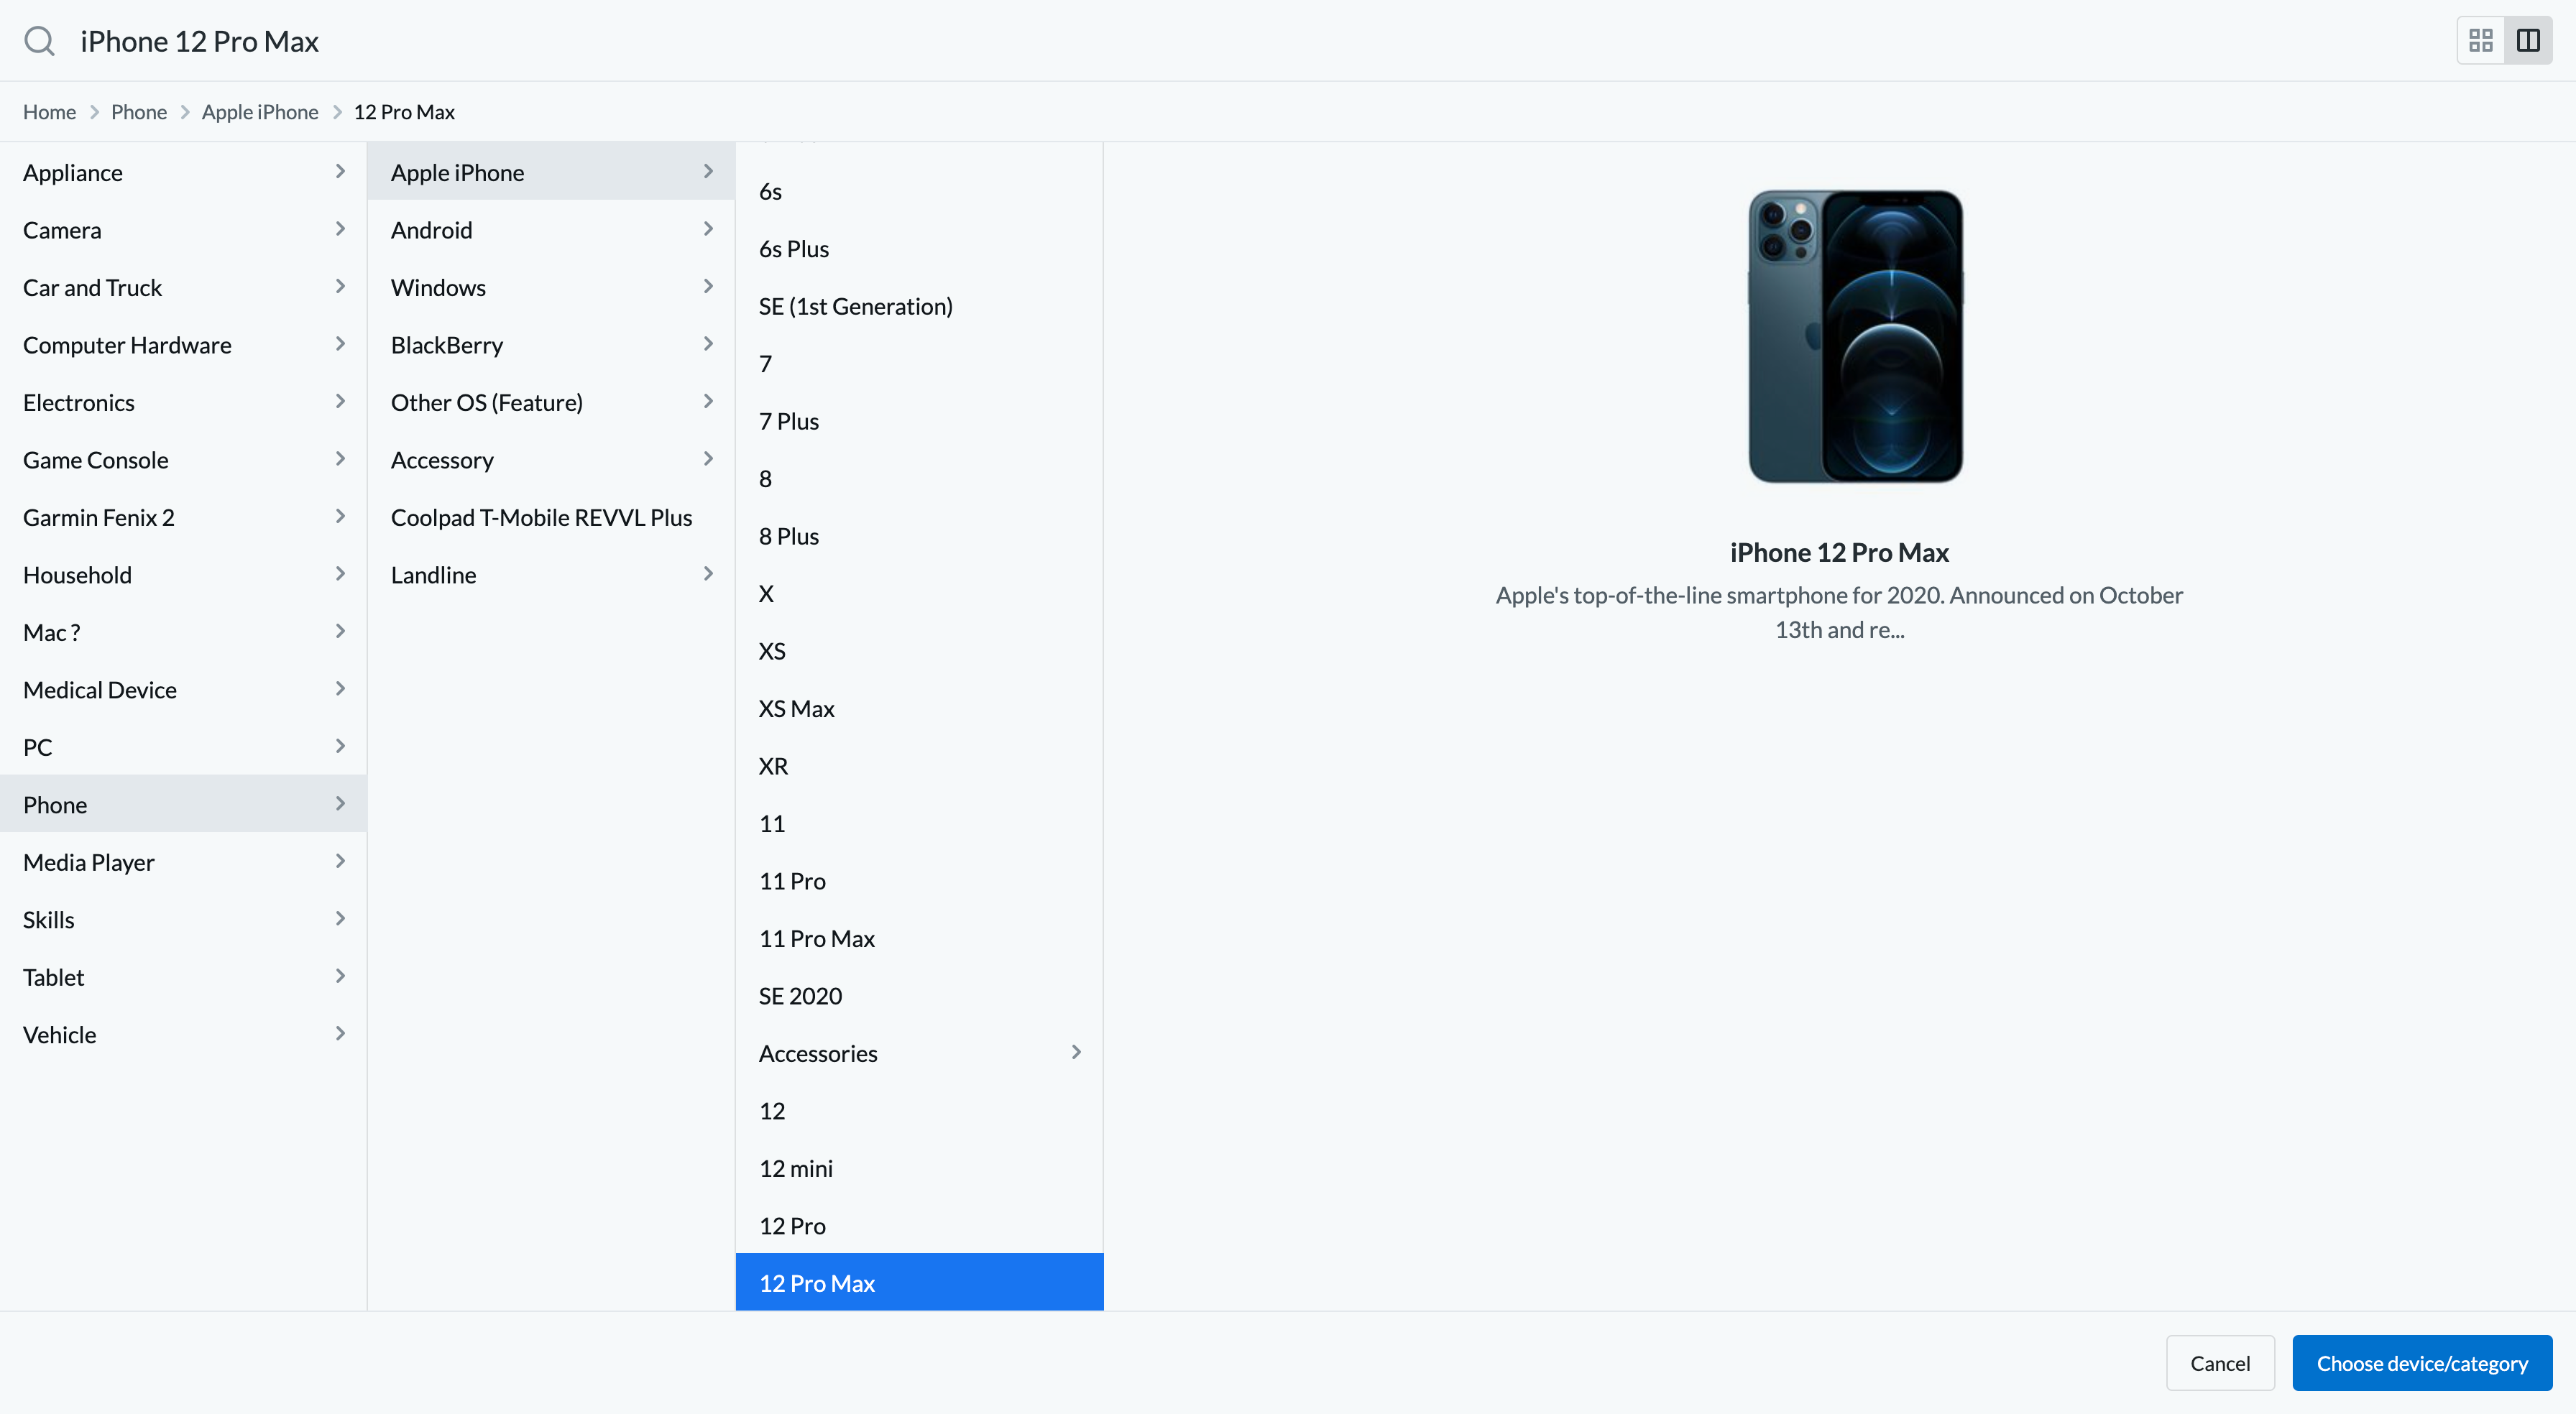 iPhone 12 Pro Max
Home
Phone
Apple iPhone
12 Pro Max
Appliance
Camera
Car and Truck
Computer Hardware
Electronics
Game Console
Garmin Fenix 2
Household
Mac ?
Medical Device
PC
Phone
Media Player
Skills
Tablet
Vehicle
Apple iPhone
Android
Windows
BlackBerry
Other OS (Feature)
Accessory
Coolpad T-Mobile REVVL Plus
Landline
6s
6s Plus
SE (1st Generation)
7
7 Plus
8
8 Plus
X
XS
XS Max
XR
11
11 Pro
11 Pro Max
SE 2020
Accessories
12
12 mini
12 Pro
12 Pro Max
iPhone 12 Pro Max
Apple's top-of-the-line smartphone for 2020. Announced on October
13th and re...
Cancel
Choose device/category